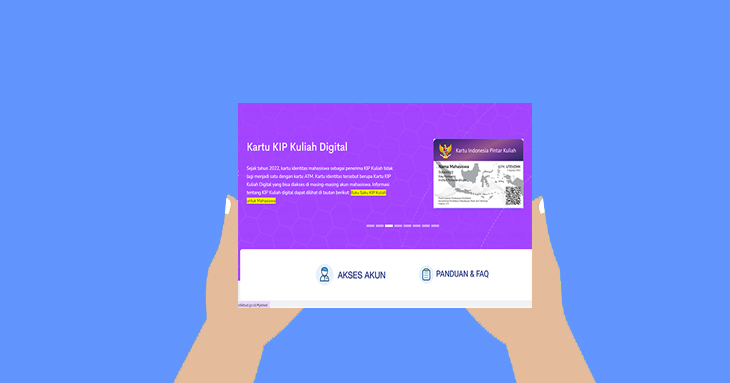 Kartu KIP Kuliah Digital
Sejak tahun 2022, kartu identitas mahasiswa sebagai penerima KIP Kuliah tidak
lagi menjadi satu dengan kartu ATM. Kartu identitas tersebut berupa Kartu KIP
Kuliah Digital yang bisa diakses di masing-masing akun mahasiswa. Informasi
tentang KIP Kuliah digital dapat dilihat di tautan berikut: Buku Saku KIP Kuliah
untuk Mahasiswa
Kartu Indonesia Pintar Kuliah
Nama Mahasiswa
AKSES AKUN
PANDUAN & FAQ